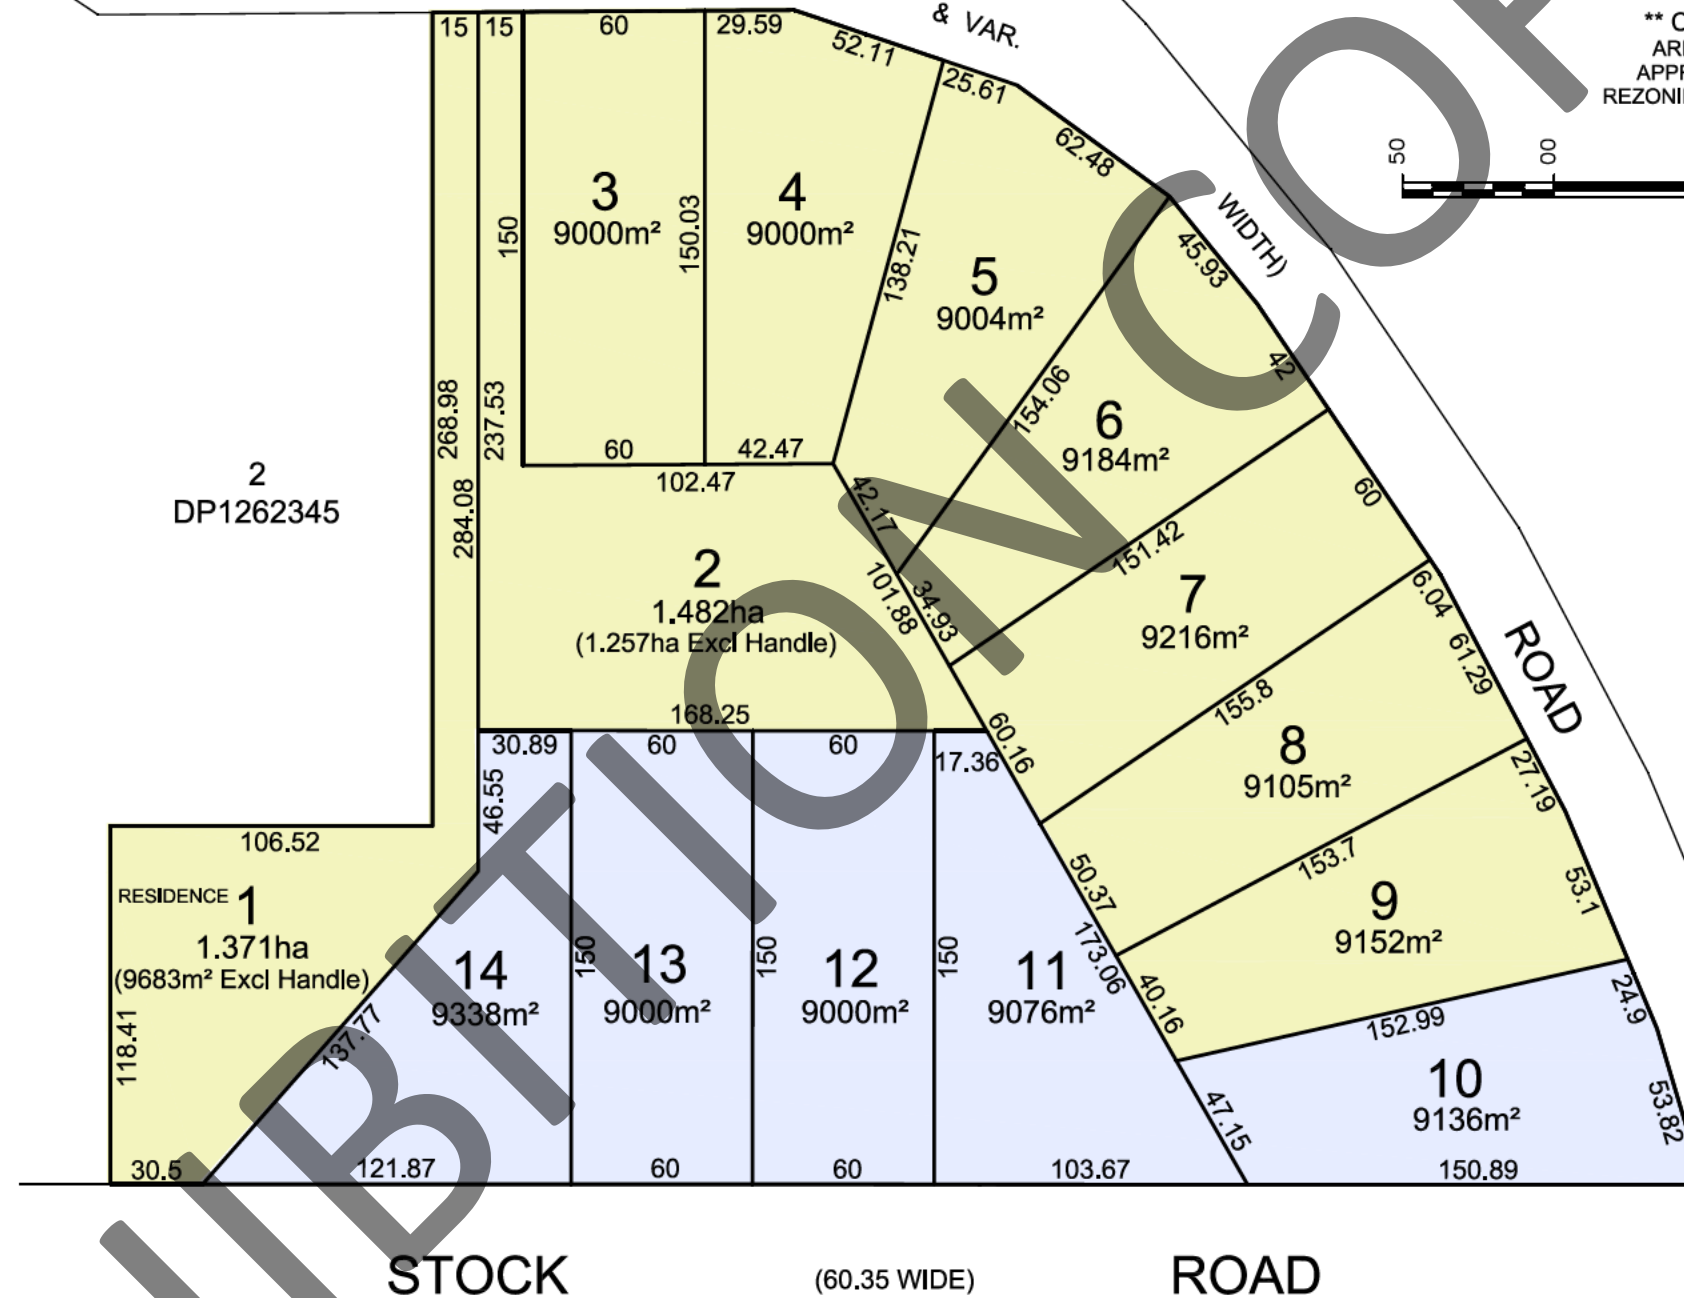 & VAR.
** C
ARE
APPR
REZONI
15
15
60
29.59
52.11
25.61
62.48
50
00
WIDTH)
3
9000m²
4
9000m²
150
150.03
138.21
5
9004m²
45.93
42
268.98
237.53
284.08
60
42.47
102.47
154.06
6
9184m²
2
DP1262345
42.17
101.88
34.93
151.42
60
2
1.482ha
(1.257ha Excl Handle)
7
9216m²
6.04
61.29
ROAD
155.8
168.25
30.89
60
60
17.36
60.16
46.55
8
9105m²
27.19
106.52
153.7
50.37
53.1
RESIDENCE 1
1.371ha
(9683m² Excl Handle)
9
9152m²
173.06
40.16
14
9338m²
150
13
9000m²
150
12
9000m²
150
11
9076m²
118.41
137.77
152.99
24.9
10
9136m²
47.15
53.82
30.5
121.87
60
60
103.67
150.89
STOCK
(60.35 WIDE)
ROAD
IBITION COP